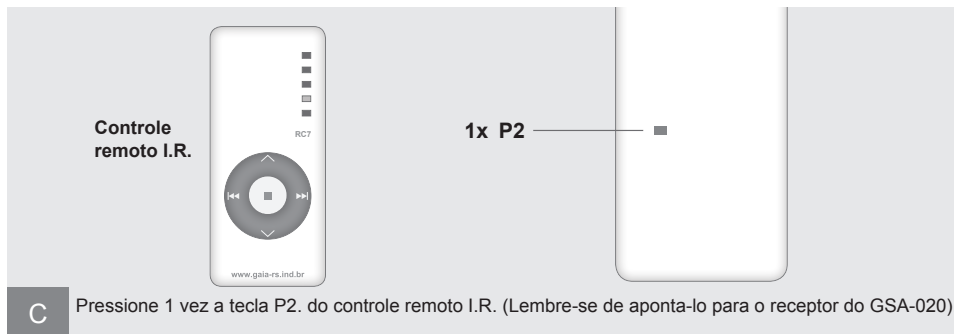 Controle
remoto I.R.
RC7
www.gaia-rs.ind.br
1x P2
C
Pressione 1 vez a tecla P2. do controle remoto I.R. (Lembre-se de aponta-lo para o receptor do GSA-020)